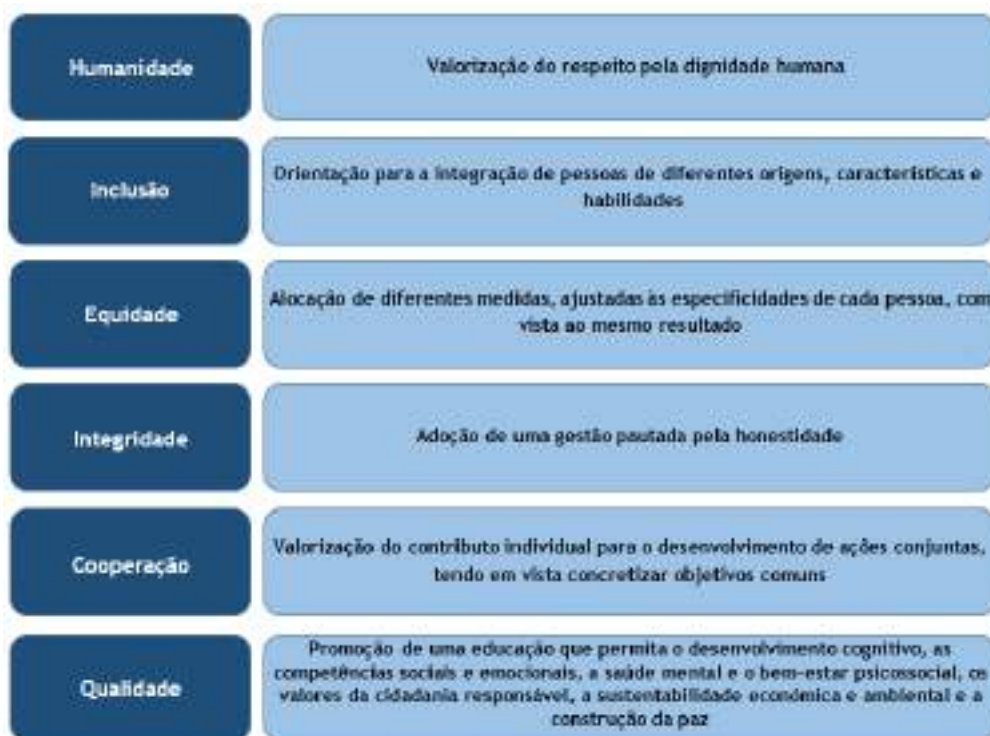 Humanidade
Valorização do respeito pela dignidade humana
Inclusão
Orientação para a integração de pessoas de diferentes origens, características e
habilidades
Equidade
Alocação de diferentes medidas, ajustadas às especificidades de cada pessoa, com
vista ao mesmo resultado
Integridade
Adoção de uma gestão pautada pela honestidade
Cooperação
Valorização do contributo individual para o desenvolvimento de ações conjuntas,
tendo em vista concretizar objetivos comuns
Qualidade
Promoção de uma educação que permita o desenvolvimento cognitivo, as
competências sociais e emocionais, a saúde mental e o bem-estar psicossocial, os
valores da cidadania responsável, a sustentabilidade económica e ambiental e a
construção da paz